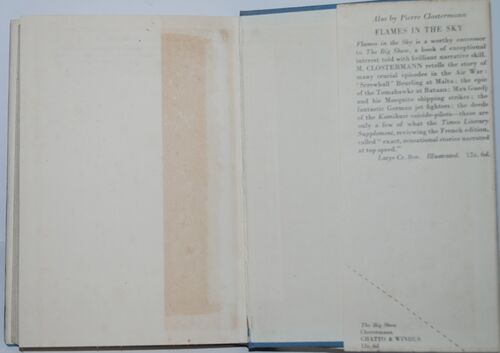 Also by Pierre Clostermann
FLAMES IN THE SKY
Flames in the Sky is a worthy successor
to The Big Show, a book of exceptional
interest told with brilliant narrative skill.
M. CLOSTERMANN retells the story of
many crucial episodes in the Air War:
'Screwball' Beurling at Malta; the epic
of the Tomahawks at Bataan; Max Guedj
and his Mosquito shipping strikes; the
fantastic German jet fighters; the deeds
of the Kamikaze suicide-pilots—these are
only a few of what the Times Literary
Supplement, reviewing the French edition,
called "exact, sensational stories narrated
at top speed."
Large Cr. 8vo. Illustrated. 12s. 6d.
The Big Show
Clostermann
CHATTO & WINDUS
12s. 6d.